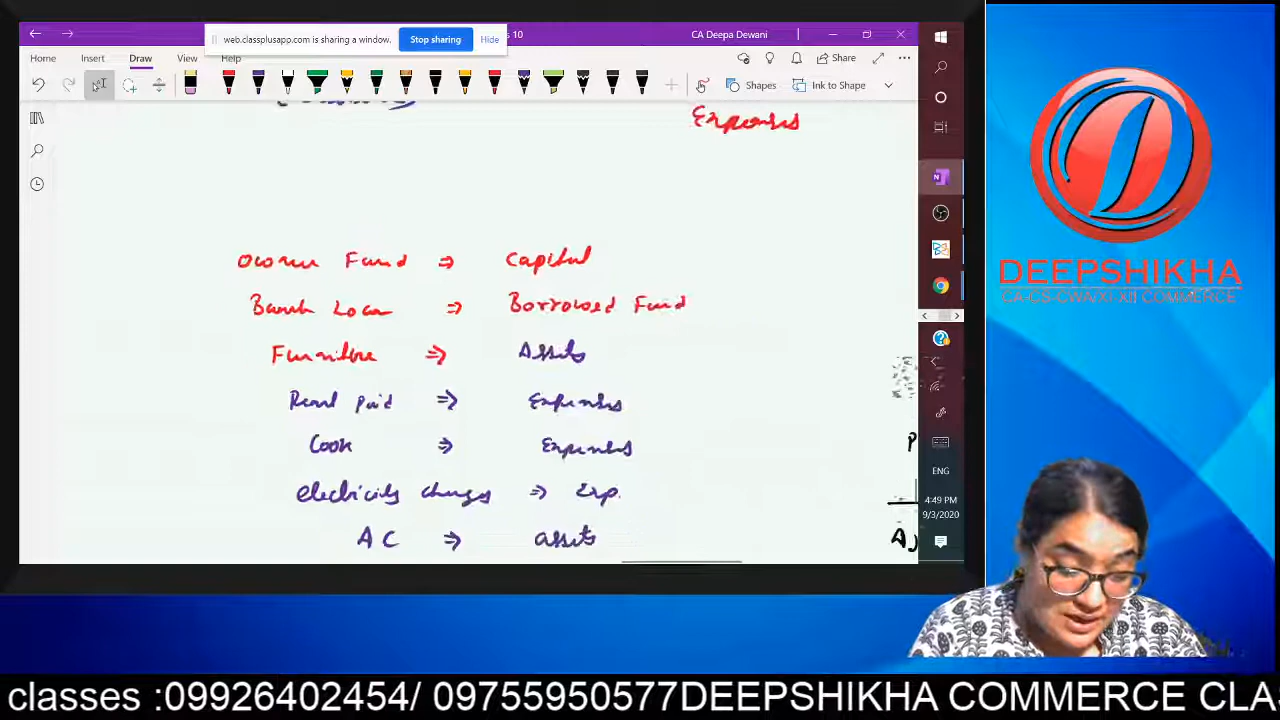 web.classplusapp.com is sharing a window.
Stop sharing
Hide
s 10
CA Deepa Dewani
Home
Insert
Draw
View
Help
Share
Shapes
Ink to Shape
Expenses
Owner Fund ⇒ Capital
Bank Loan ⇒ Borrowed Fund
Furniture ⇒ Assets
Rent paid ⇒ Expenses
Cook ⇒ Expenses
electricity charges ⇒ Exp.
AC ⇒ assets
P
A
ENG
4:49 PM
9/3/2020
DEEPSHIKHA
CA-CS-CWA/XI-XII COMMERCE
classes :09926402454/ 09755950577DEEPSHIKHA COMMERCE CLA